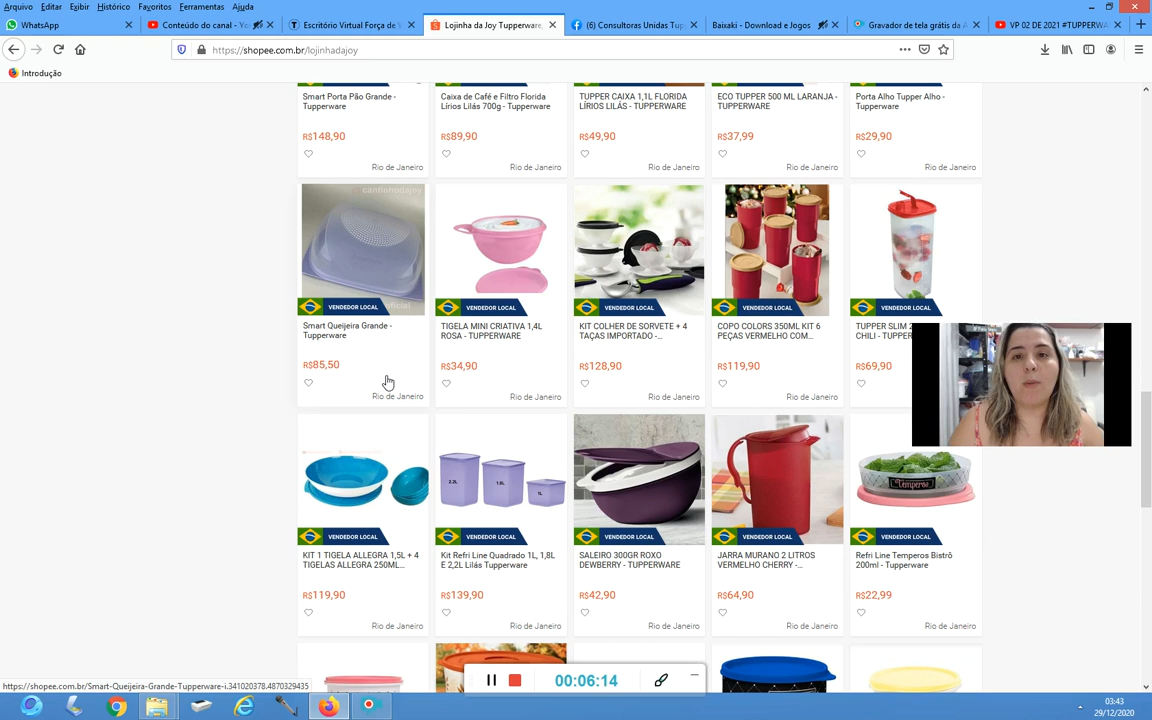 Arquivo Editar Exibir Histórico Favoritos Ferramentas Ajuda
WhatsApp
Conteúdo do canal - Yo
Escritório Virtual Força de V
Lojinha da Joy Tupperware,
(6) Consultoras Unidas Tup
Baixaki - Download e Jogos
Gravador de tela grátis da A
VP 02 DE 2021 #TUPPERWA
https://shopee.com.br/lojinhadajoy
Introdução
Smart Porta Pão Grande -
Tupperware
R$148,90
Rio de Janeiro
Caixa de Café e Filtro Florida
Lírios Lilás 700g - Tupperware
R$89,90
Rio de Janeiro
TUPPER CAIXA 1,1L FLORIDA
LÍRIOS LILÁS - TUPPERWARE
R$49,90
Rio de Janeiro
ECO TUPPER 500 ML LARANJA -
TUPPERWARE
R$37,99
Rio de Janeiro
Porta Alho Tupper Alho -
Tupperware
R$29,90
Rio de Janeiro
cantinhodajoy
VENDEDOR LOCAL
Smart Queijeira Grande -
Tupperware
R$85,50
Rio de Janeiro
VENDEDOR LOCAL
TIGELA MINI CRIATIVA 1,4L
ROSA - TUPPERWARE
R$34,90
Rio de Janeiro
VENDEDOR LOCAL
KIT COLHER DE SORVETE + 4
TAÇAS IMPORTADO -...
R$128,90
Rio de Janeiro
VENDEDOR LOCAL
COPO COLORS 350ML KIT 6
PEÇAS VERMELHO COM...
R$119,90
Rio de Janeiro
VENDEDOR LOCAL
TUPPER SLIM 2
CHILI - TUPPER
R$69,90
VENDEDOR LOCAL
KIT 1 TIGELA ALLEGRA 1,5L + 4
TIGELAS ALLEGRA 250ML...
R$119,90
Rio de Janeiro
2.2L
1.8L
1L
VENDEDOR LOCAL
Kit Refri Line Quadrado 1L, 1,8L
E 2,2L Lilás Tupperware
R$139,90
Rio de Janeiro
VENDEDOR LOCAL
SALEIRO 300GR ROXO
DEWBERRY - TUPPERWARE
R$42,90
Rio de Janeiro
VENDEDOR LOCAL
JARRA MURANO 2 LITROS
VERMELHO CHERRY -...
R$64,90
Rio de Janeiro
Temperos
VENDEDOR LOCAL
Refri Line Temperos Bistrô
200ml - Tupperware
R$22,99
Rio de Janeiro
00:06:14
https://shopee.com.br/Smart-Queijeira-Grande-Tupperware-i.341020378.4870329435
03:43
29/12/2020